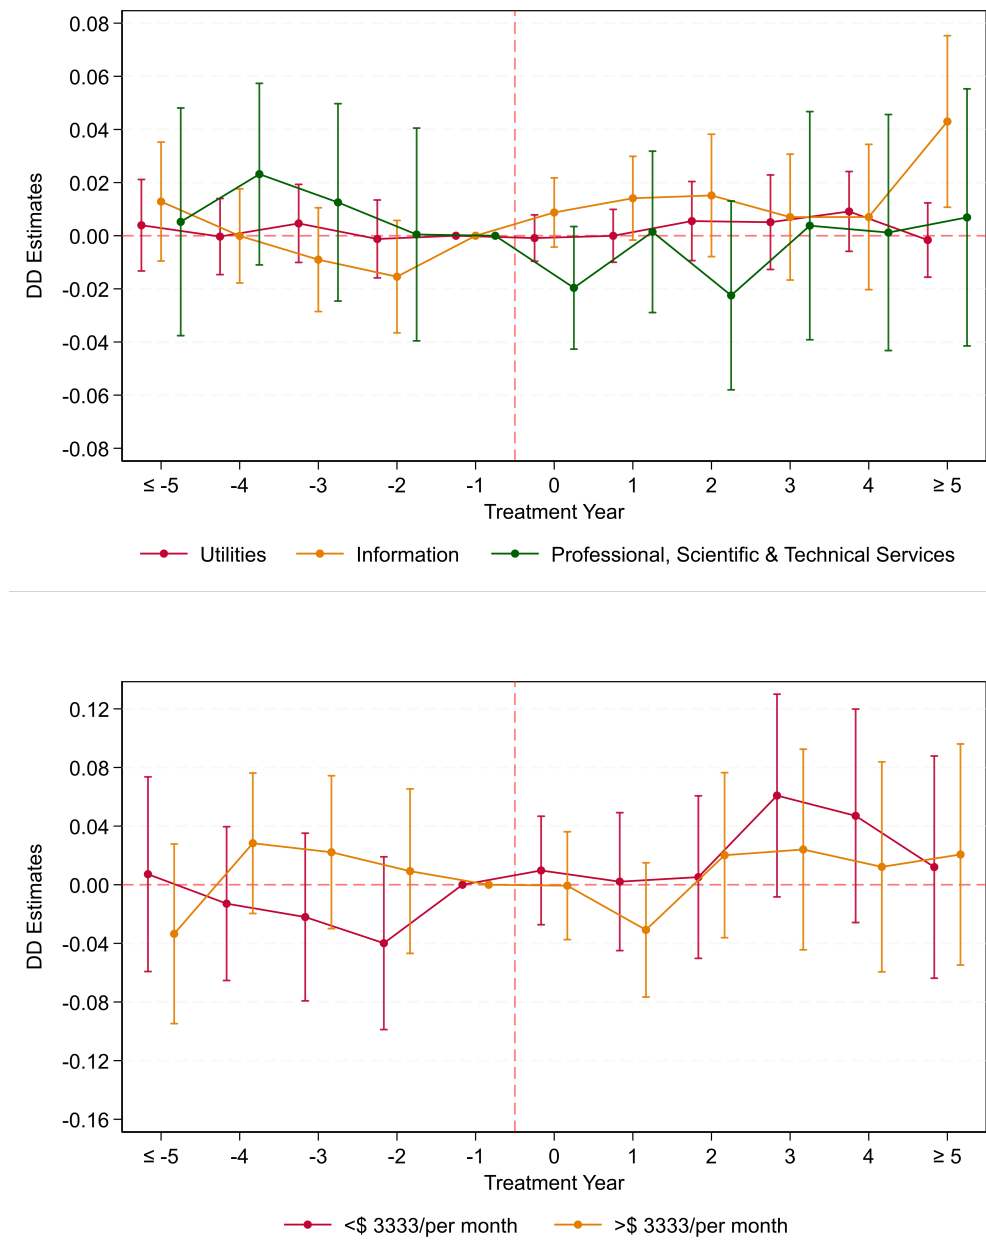 0.08
0.06
0.04
0.02
0.00
-0.02
-0.04
-0.06
-0.08
DD Estimates
≤ -5 -4 -3 -2 -1 0 1 2 3 4 ≥ 5
Treatment Year
Utilities Information Professional, Scientific & Technical Services
0.12
0.08
0.04
0.00
-0.04
-0.08
-0.12
-0.16
DD Estimates
≤ -5 -4 -3 -2 -1 0 1 2 3 4 ≥ 5
Treatment Year
<$ 3333/per month >$ 3333/per month